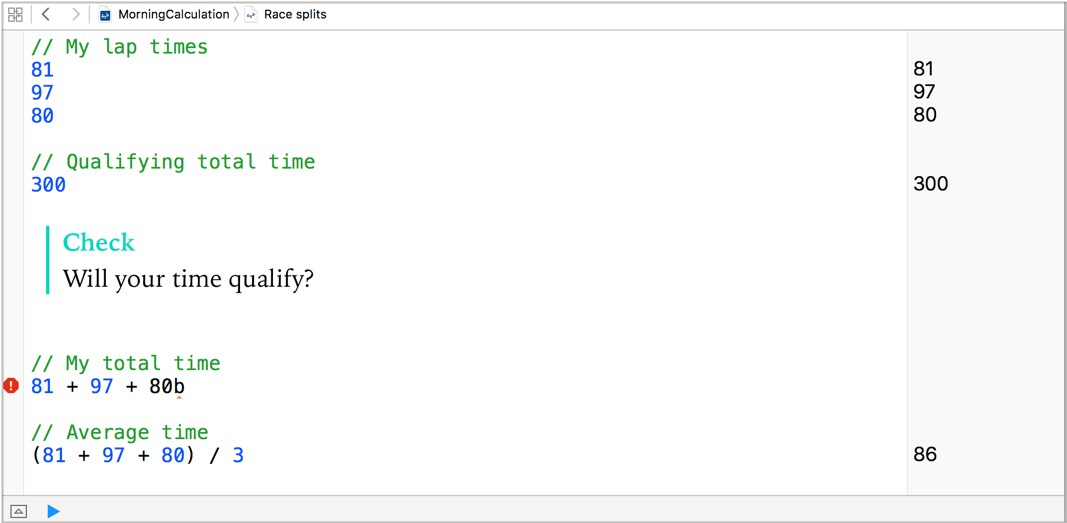 MorningCalculation 〉 Race splits
// My lap times
81 81
97 97
80 80
// Qualifying total time
300 300
Check
Will your time qualify?
// My total time
81 + 97 + 80b
// Average time
(81 + 97 + 80) / 3 86